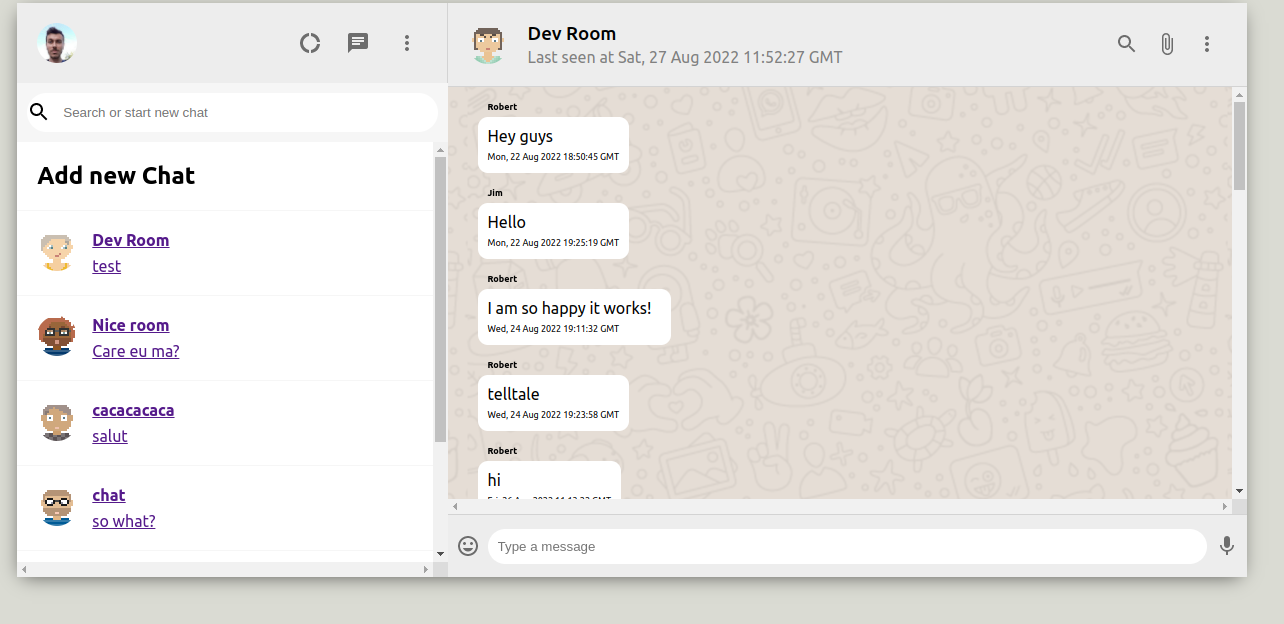 Dev Room
Last seen at Sat, 27 Aug 2022 11:52:27 GMT
Search or start new chat
Add new Chat
Dev Room
test
Nice room
Care eu ma?
cacacacaca
salut
chat
so what?
Robert
Hey guys
Mon, 22 Aug 2022 18:50:45 GMT
Jim
Hello
Mon, 22 Aug 2022 19:25:19 GMT
Robert
I am so happy it works!
Wed, 24 Aug 2022 19:11:32 GMT
Robert
telltale
Wed, 24 Aug 2022 19:23:58 GMT
Robert
hi
Type a message